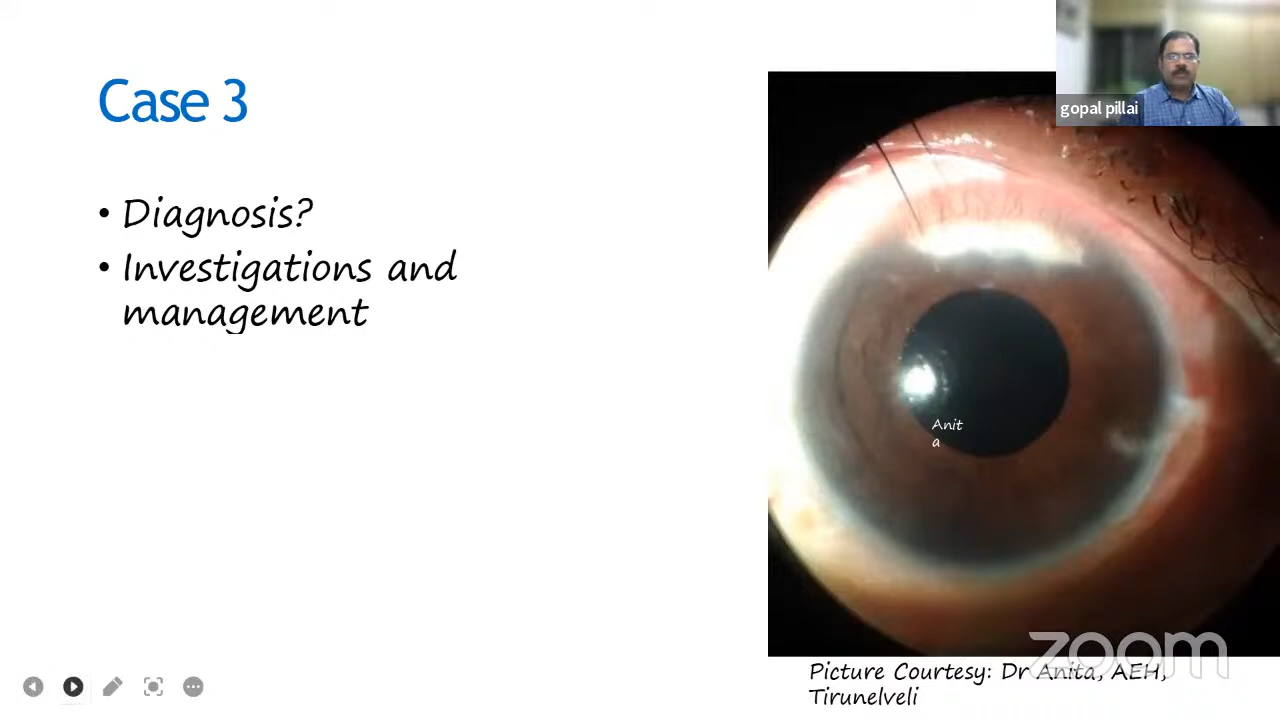 Case 3
gopal pillai
• Diagnosis?
• Investigations and
management
Anit
a
zoom
Picture Courtesy: Dr Anita, AEH,
Tirunelveli